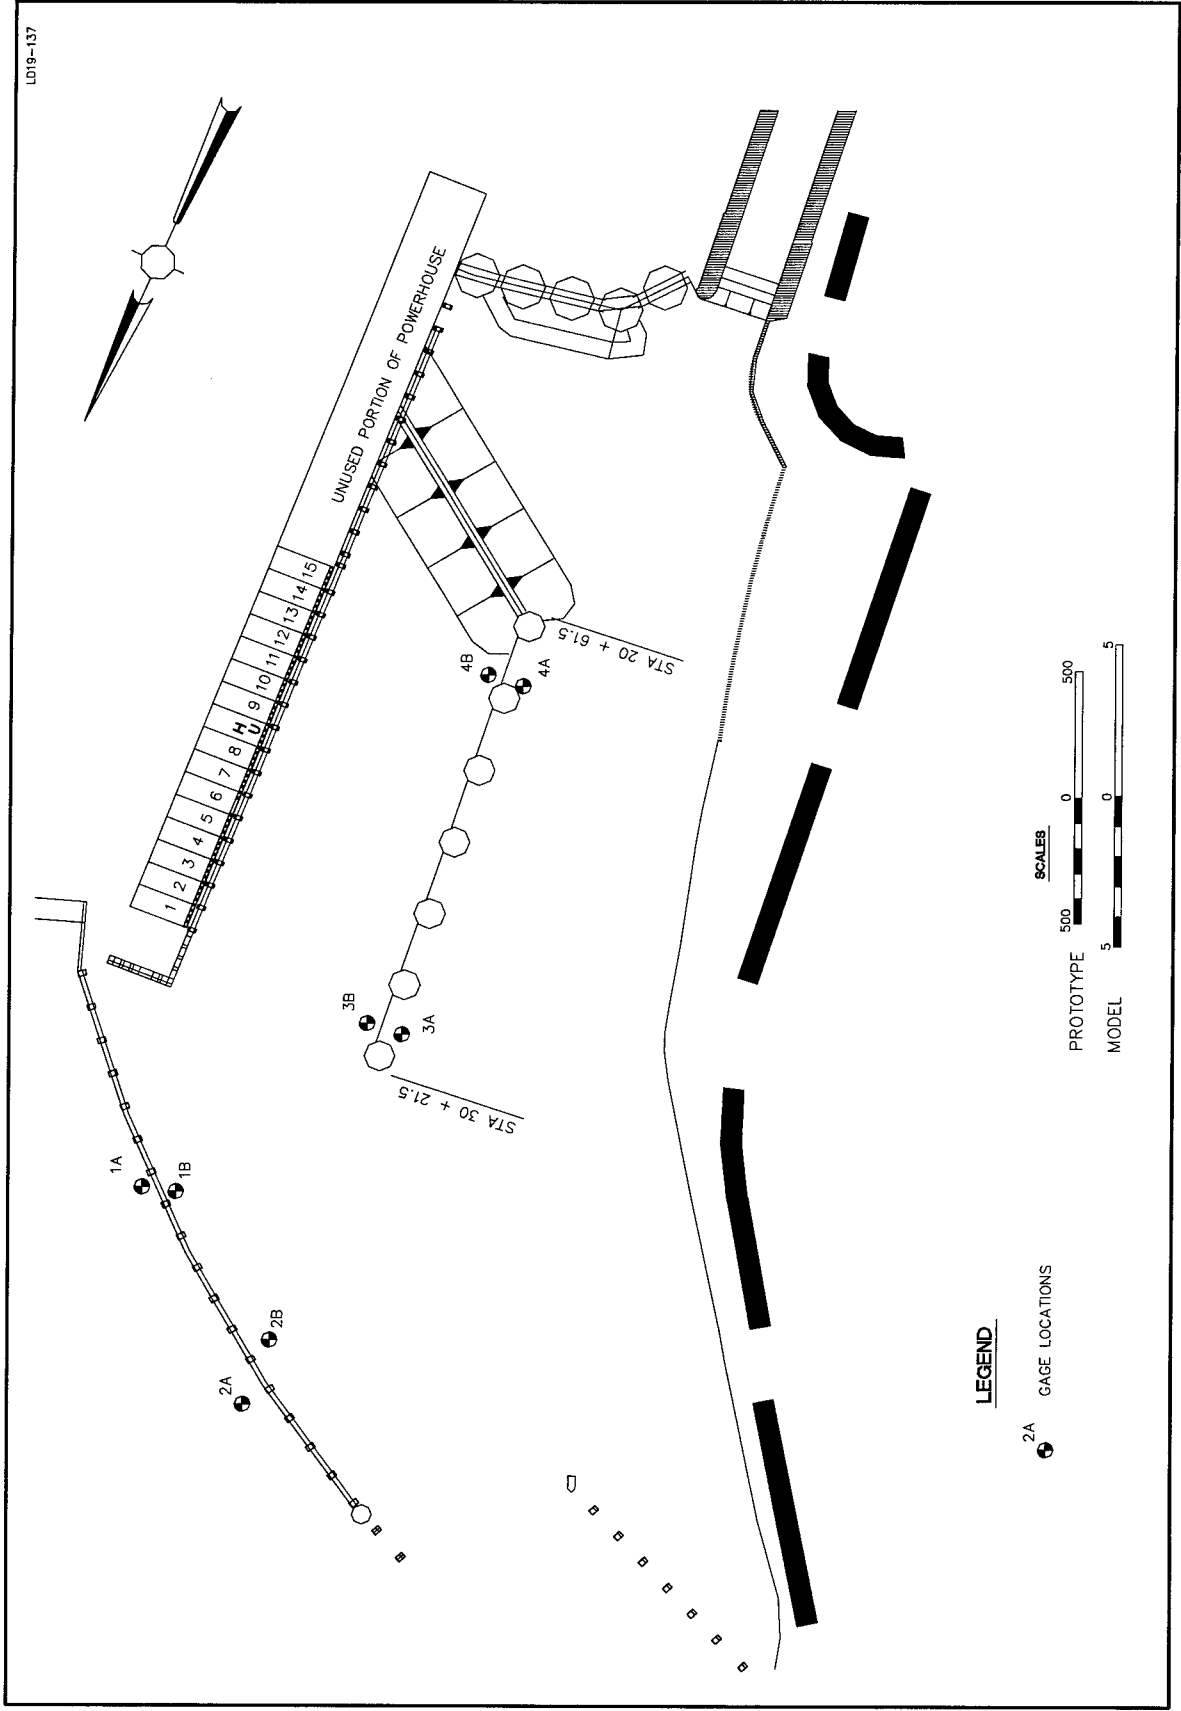 LD19-137
UNUSED PORTION OF POWERHOUSE
1 2 3 4 5 6 7 8 HU 9 10 11 12 13 14 15
1A
1B
2A
2B
3B
3A
4B
4A
STA 30 + 21.5
STA 20 + 61.5
LEGEND
2A
GAGE LOCATIONS
SCALES
PROTOTYPE 500 0 500
MODEL 5 0 5